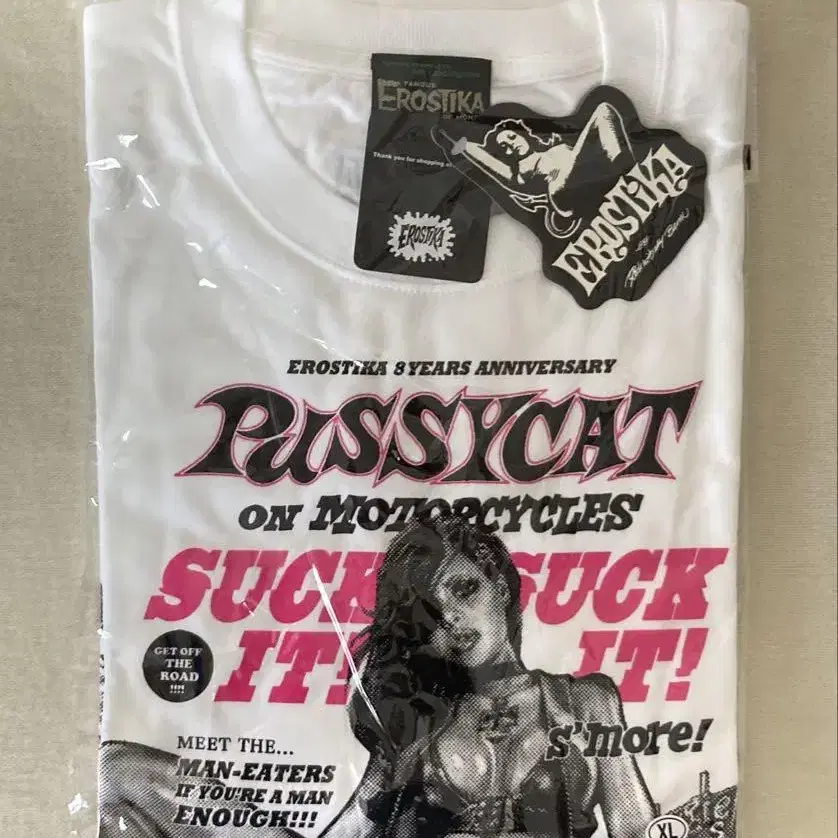 FAMOUS
EROSTIKA
Thank you for shopping
EROSTIKA
EROSTIKA
EROSTIKA 8 YEARS ANNIVERSARY
PUSSYCAT
ON MOTORCYCLES
SUCK SUCK
IT! IT!
GET OFF
THE
ROAD
!!!!
s'more!
MEET THE...
MAN-EATERS
IF YOU'RE A MAN
ENOUGH!!!
XL